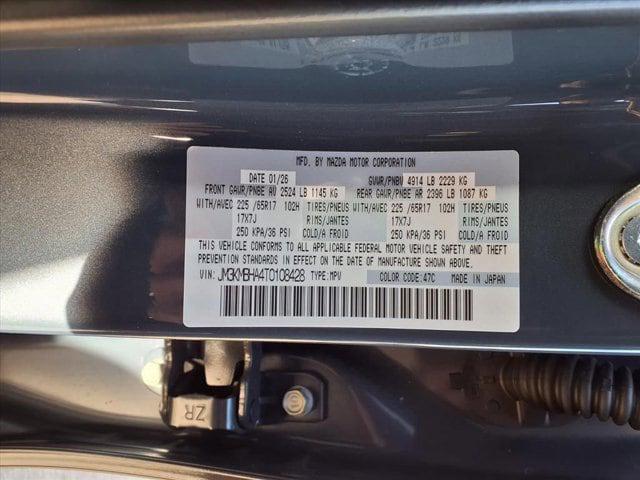 MFD. BY MAZDA MOTOR CORPORATION
DATE 01/26 GVWR/PNBV 4914 LB 2229 KG
FRONT GAWR/PNBE AV 2524 LB 1145 KG REAR GAWR/PNBE AR 2396 LB 1087 KG
WITH/AVEC 225 /65R17 102H TIRES/PNEUS WITH/AVEC 225 /65R17 102H TIRES/PNEUS
17X7J RIMS/JANTES 17X7J RIMS/JANTES
250 KPA/36 PSI COLD/A FROID 250 KPA/36 PSI COLD/A FROID
THIS VEHICLE CONFORMS TO ALL APPLICABLE FEDERAL MOTOR VEHICLE SAFETY AND THEFT
PREVENTION STANDARDS IN EFFECT ON THE DATE OF MANUFACTURE SHOWN ABOVE.
VIN: JM3KMBHA4T0108428 TYPE:MPV COLOR CODE:47C MADE IN JAPAN
ZR